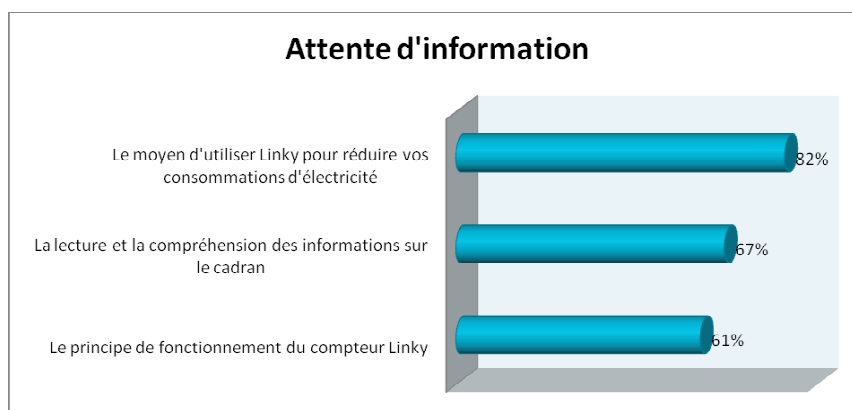 Attente d'information
Le moyen d'utiliser Linky pour réduire vos
consommations d'électricité
82%
La lecture et la compréhension des informations sur
le cadran
67%
Le principe de fonctionnement du compteur Linky
61%